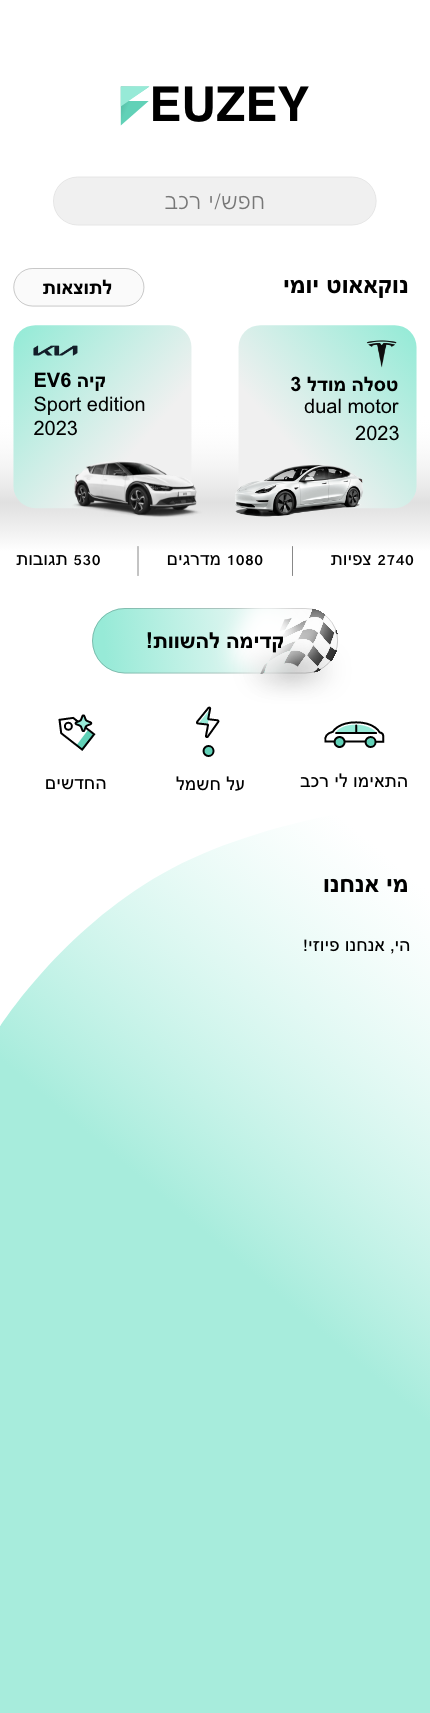 FEUZEY
חפש/י רכב
נוקאאוט יומי
לתוצאות
טסלה מודל 3
dual motor
2023
KIA
קיה EV6
Sport edition
2023
2740 צפיות
1080 מדרגים
530 תגובות
קדימה להשוות!
התאימו לי רכב
על חשמל
החדשים
מי אנחנו
הי, אנחנו פיוזי!